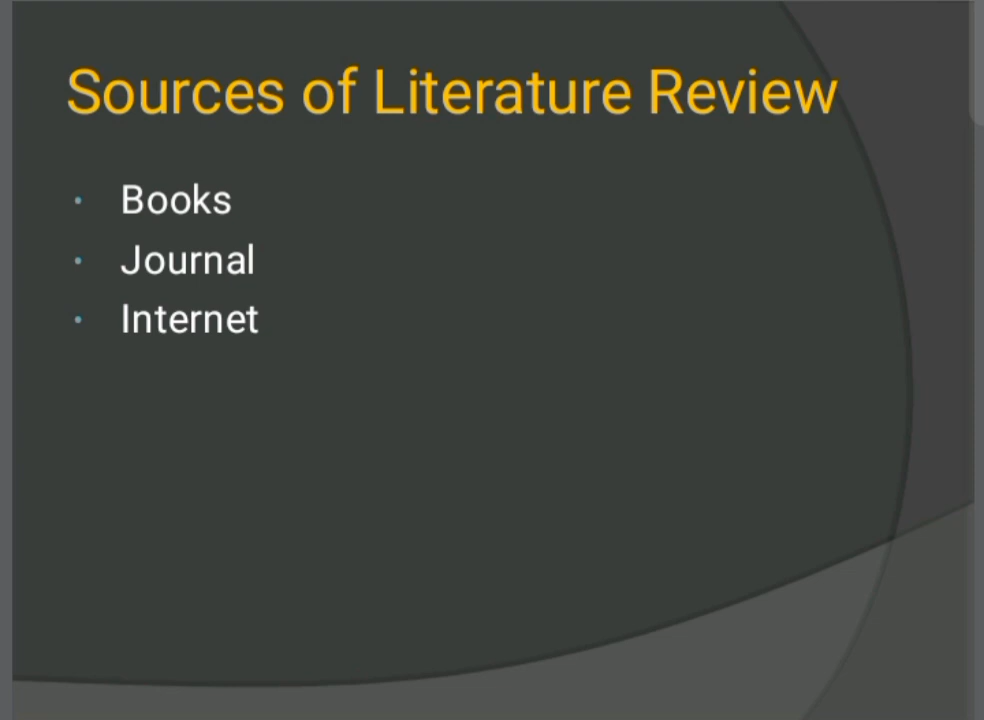 Sources of Literature Review
• Books
• Journal
• Internet